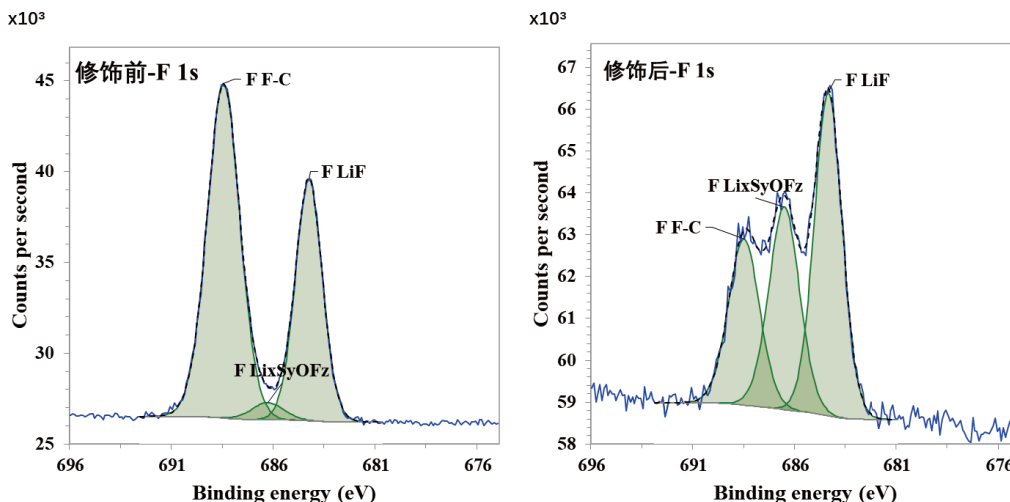 x10³
修饰前-F 1s
F F-C
F LiF
F LixSyOFz
45
40
35
30
25
696
691
686
681
676
Counts per second
Binding energy (eV)
x10³
修饰后-F 1s
F LiF
F LixSyOFz
F F-C
67
66
64
63
61
60
59
58
696
691
686
681
676
Counts per second
Binding energy (eV)